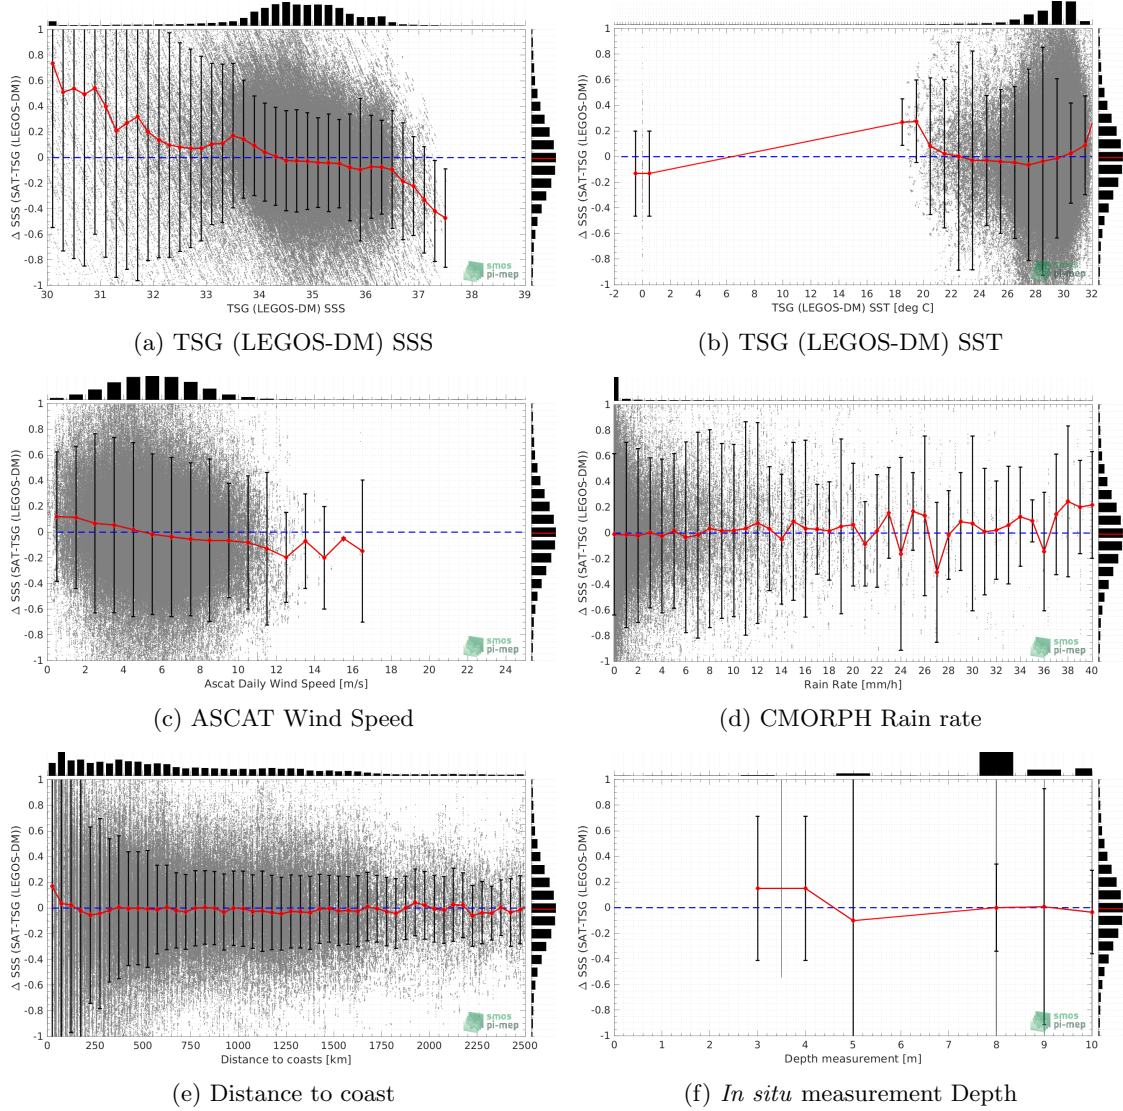 1
0.8
0.6
0.4
0.2
0
-0.2
-0.4
-0.6
-0.8
-1
Δ SSS (SAT-TSG (LEGOS-DM))
smos
pi-mep
30 31 32 33 34 35 36 37 38 39
TSG (LEGOS-DM) SSS
(a) TSG (LEGOS-DM) SSS
1
0.8
0.6
0.4
0.2
0
-0.2
-0.4
-0.6
-0.8
-1
Δ SSS (SAT-TSG (LEGOS-DM))
smos
pi-mep
-2 0 2 4 6 8 10 12 14 16 18 20 22 24 26 28 30 32
TSG (LEGOS-DM) SST [deg C]
(b) TSG (LEGOS-DM) SST
1
0.8
0.6
0.4
0.2
0
-0.2
-0.4
-0.6
-0.8
-1
Δ SSS (SAT-TSG (LEGOS-DM))
smos
pi-mep
0 2 4 6 8 10 12 14 16 18 20 22 24
Ascat Daily Wind Speed [m/s]
(c) ASCAT Wind Speed
1
0.8
0.6
0.4
0.2
0
-0.2
-0.4
-0.6
-0.8
-1
Δ SSS (SAT-TSG (LEGOS-DM))
smos
pi-mep
0 2 4 6 8 10 12 14 16 18 20 22 24 26 28 30 32 34 36 38 40
Rain Rate [mm/h]
(d) CMORPH Rain rate
1
0.8
0.6
0.4
0.2
0
-0.2
-0.4
-0.6
-0.8
-1
Δ SSS (SAT-TSG (LEGOS-DM))
smos
pi-mep
0 250 500 750 1000 1250 1500 1750 2000 2250 2500
Distance to coasts [km]
(e) Distance to coast
1
0.8
0.6
0.4
0.2
0
-0.2
-0.4
-0.6
-0.8
-1
Δ SSS (SAT-TSG (LEGOS-DM))
smos
pi-mep
0 1 2 3 4 5 6 7 8 9 10
Depth measurement [m]
(f) In situ measurement Depth